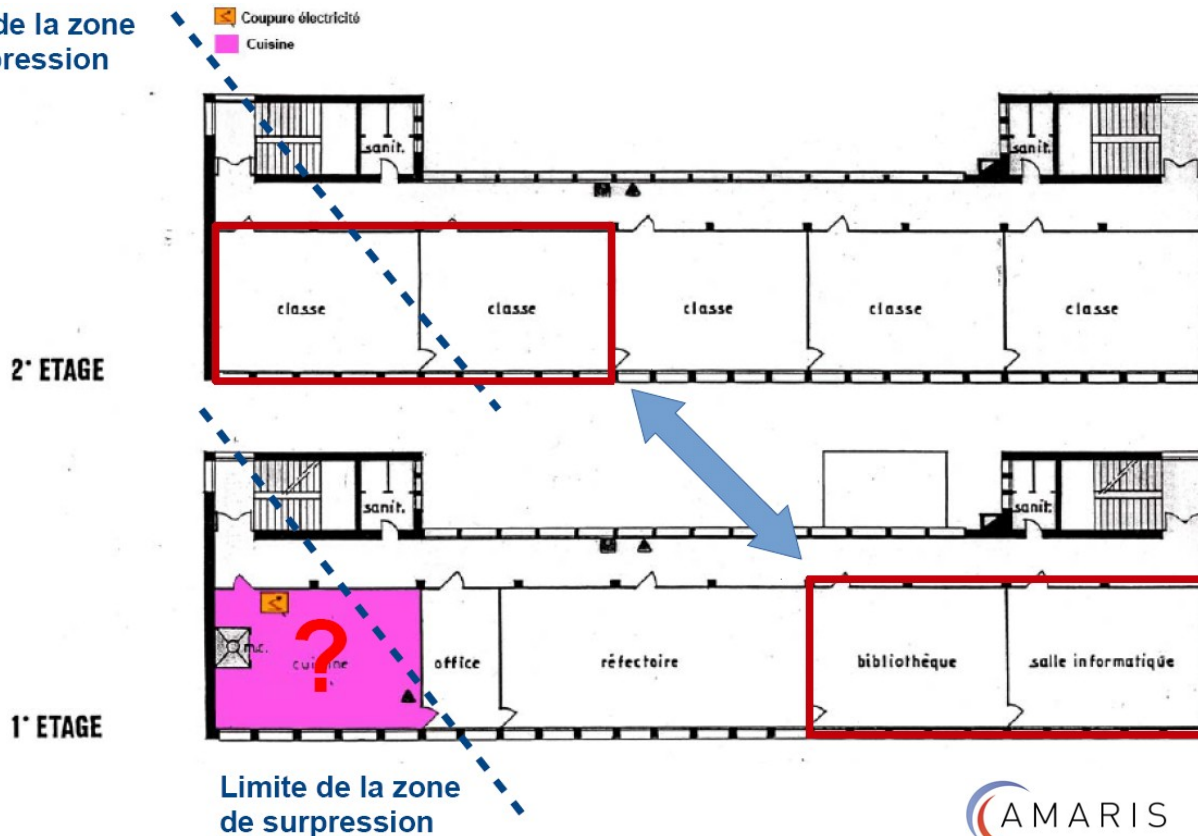 de la zone
pression
Coupure électricité
Cuisine
sanit.
sanit.
classe
classe
classe
classe
classe
2° ETAGE
sanit.
sanit.
?
m.c.
cuisine
office
réfectoire
bibliothèque
salle informatique
1° ETAGE
Limite de la zone
de surpression
AMARIS